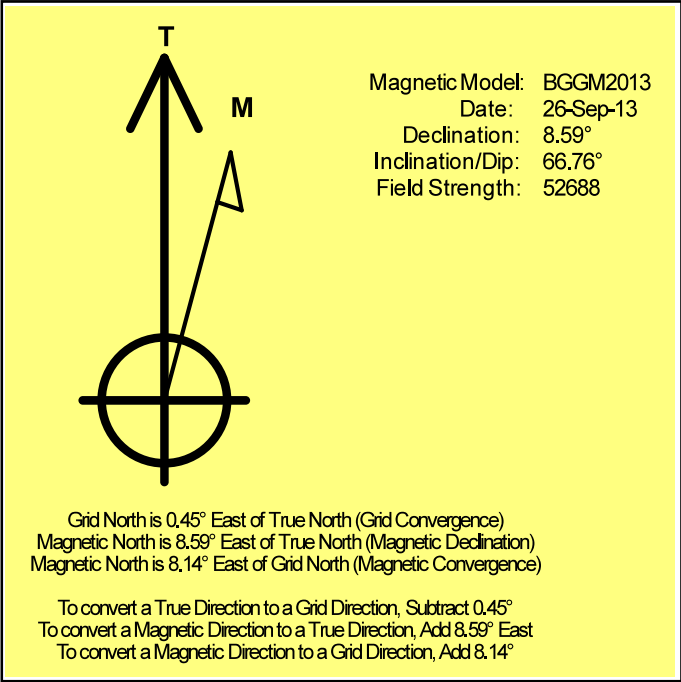 T
M
Magnetic Model: BGGM2013
Date: 26-Sep-13
Declination: 8.59°
Inclination/Dip: 66.76°
Field Strength: 52688
Grid North is 0.45° East of True North (Grid Convergence)
Magnetic North is 8.59° East of True North (Magnetic Declination)
Magnetic North is 8.14° East of Grid North (Magnetic Convergence)
To convert a True Direction to a Grid Direction, Subtract 0.45°
To convert a Magnetic Direction to a True Direction, Add 8.59° East
To convert a Magnetic Direction to a Grid Direction, Add 8.14°